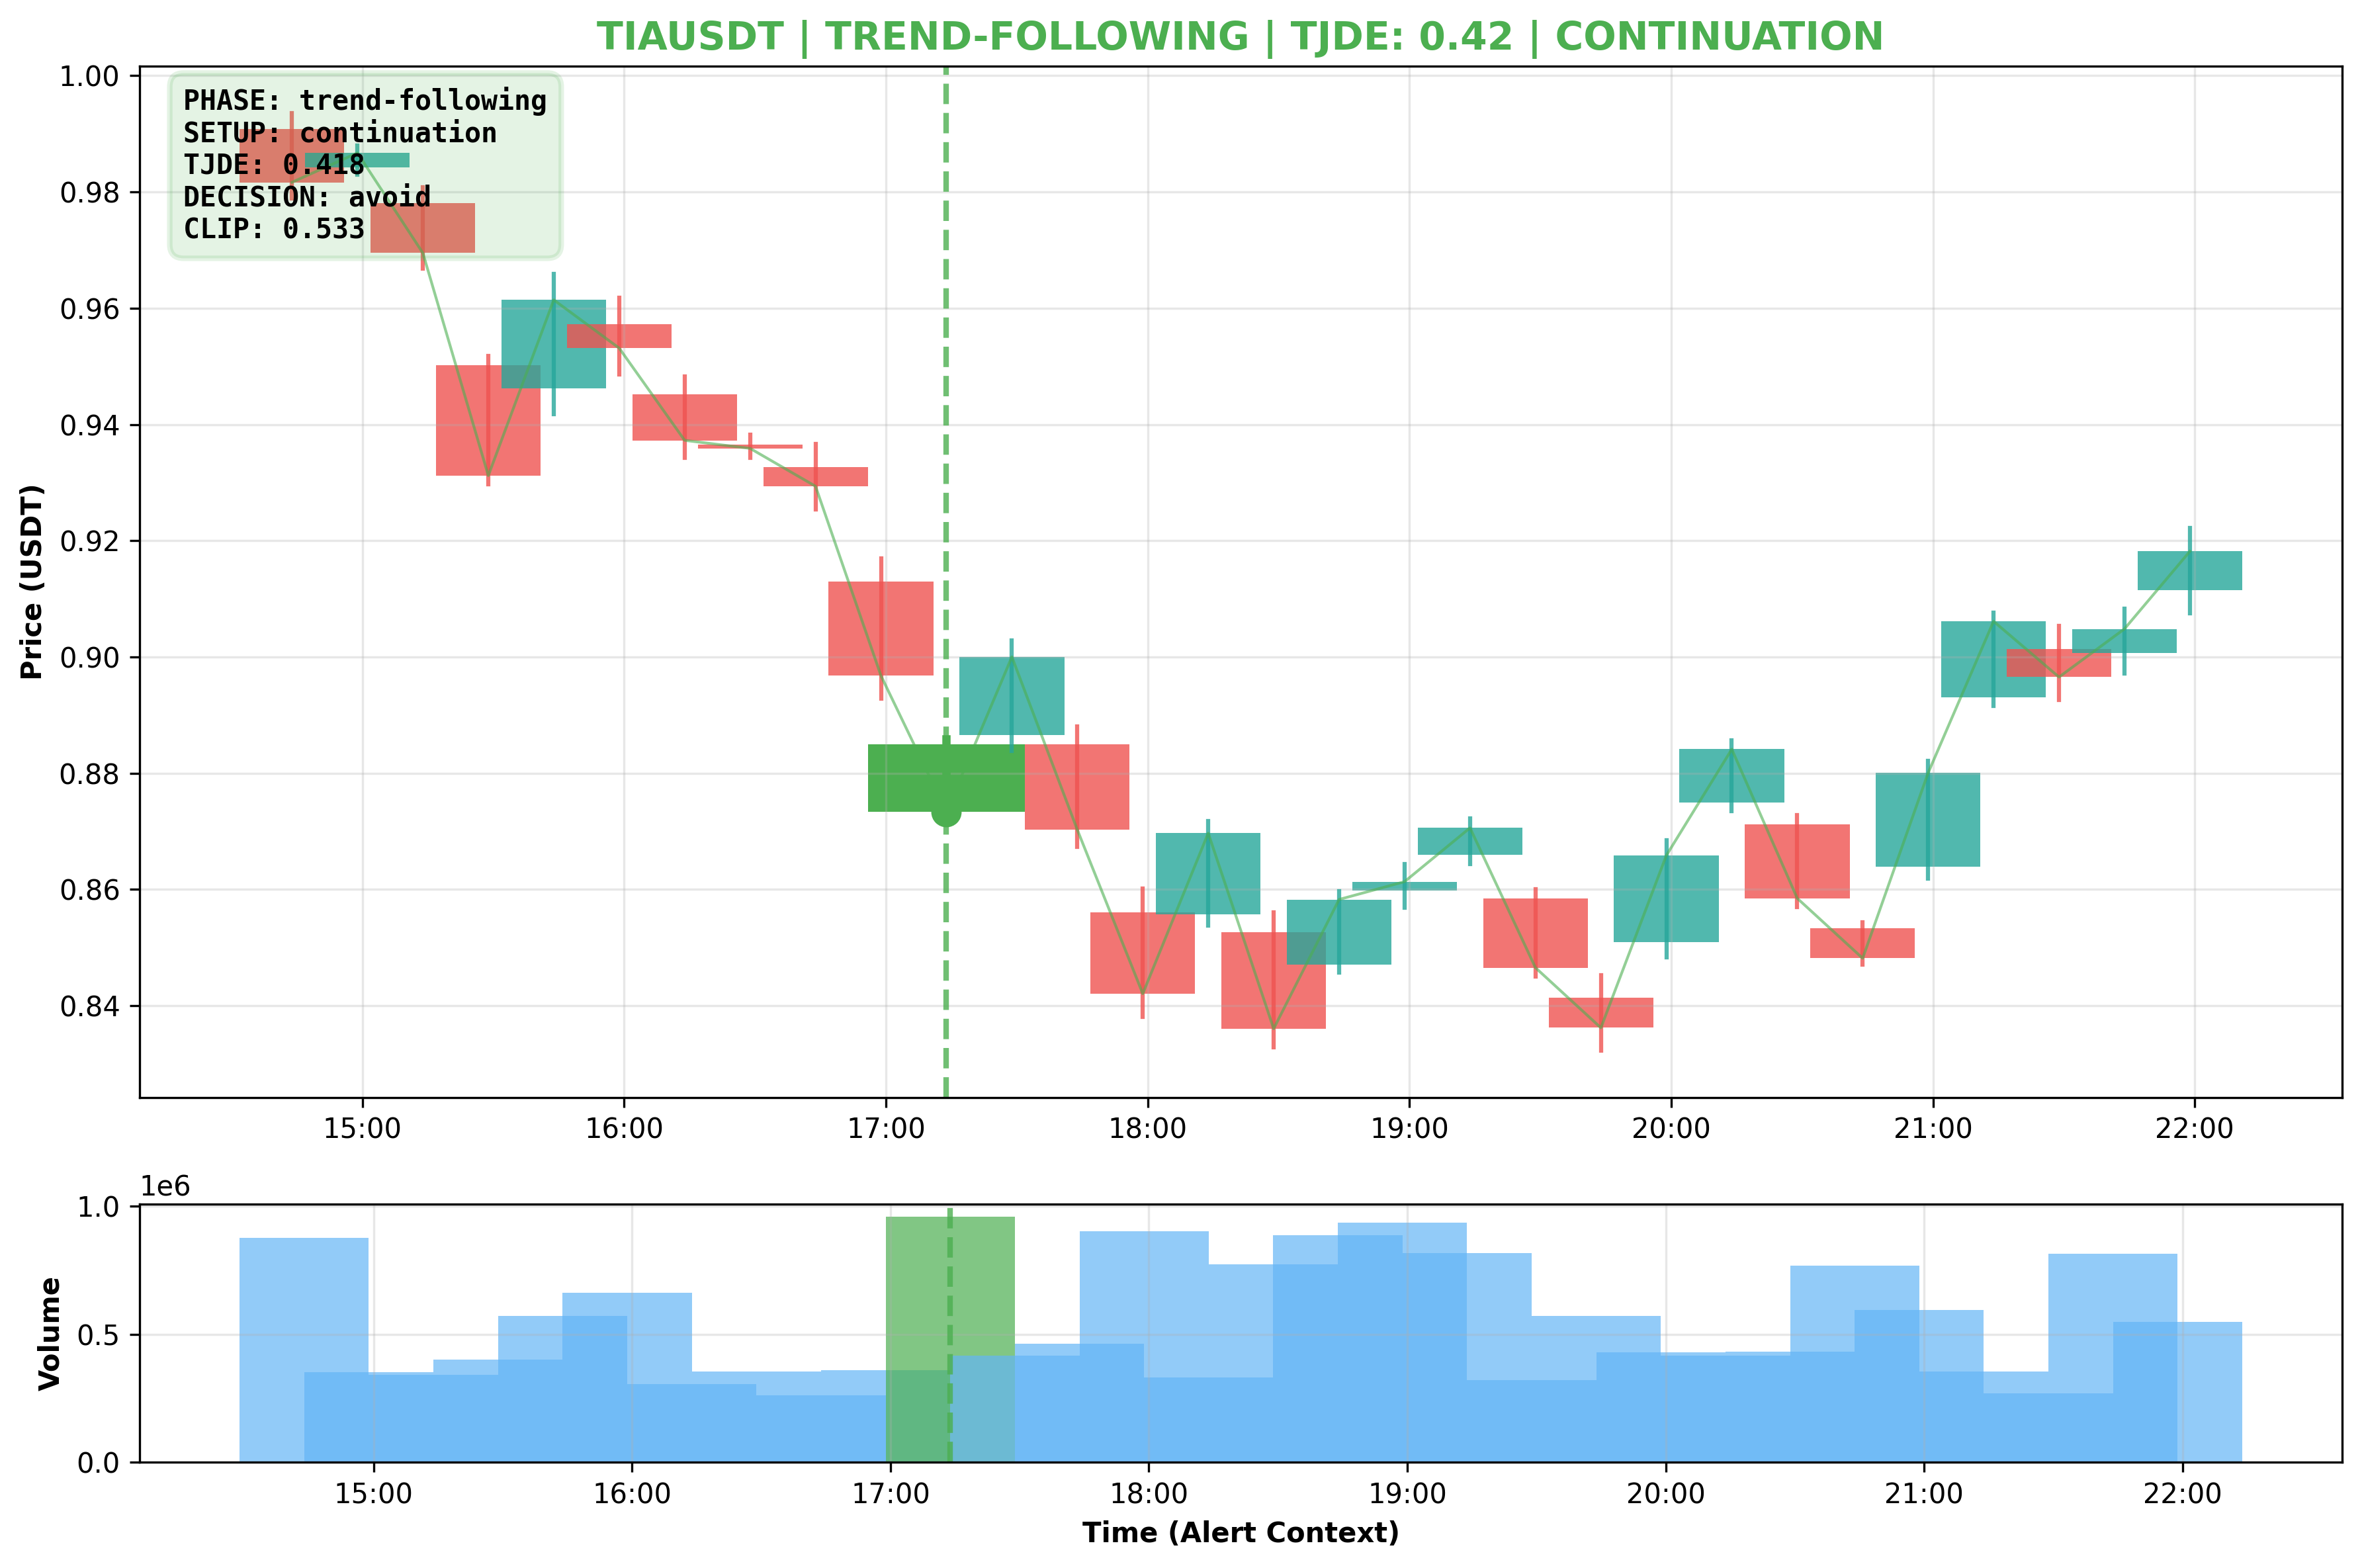 TIAUSDT | TREND-FOLLOWING | TJDE: 0.42 | CONTINUATION
PHASE: trend-following
SETUP: continuation
TJDE: 0.418
DECISION: avoid
CLIP: 0.533
Price (USDT)
1.00
0.98
0.96
0.94
0.92
0.90
0.88
0.86
0.84
15:00 16:00 17:00 18:00 19:00 20:00 21:00 22:00
1e6
Volume
1.0
0.5
0.0
15:00 16:00 17:00 18:00 19:00 20:00 21:00 22:00
Time (Alert Context)